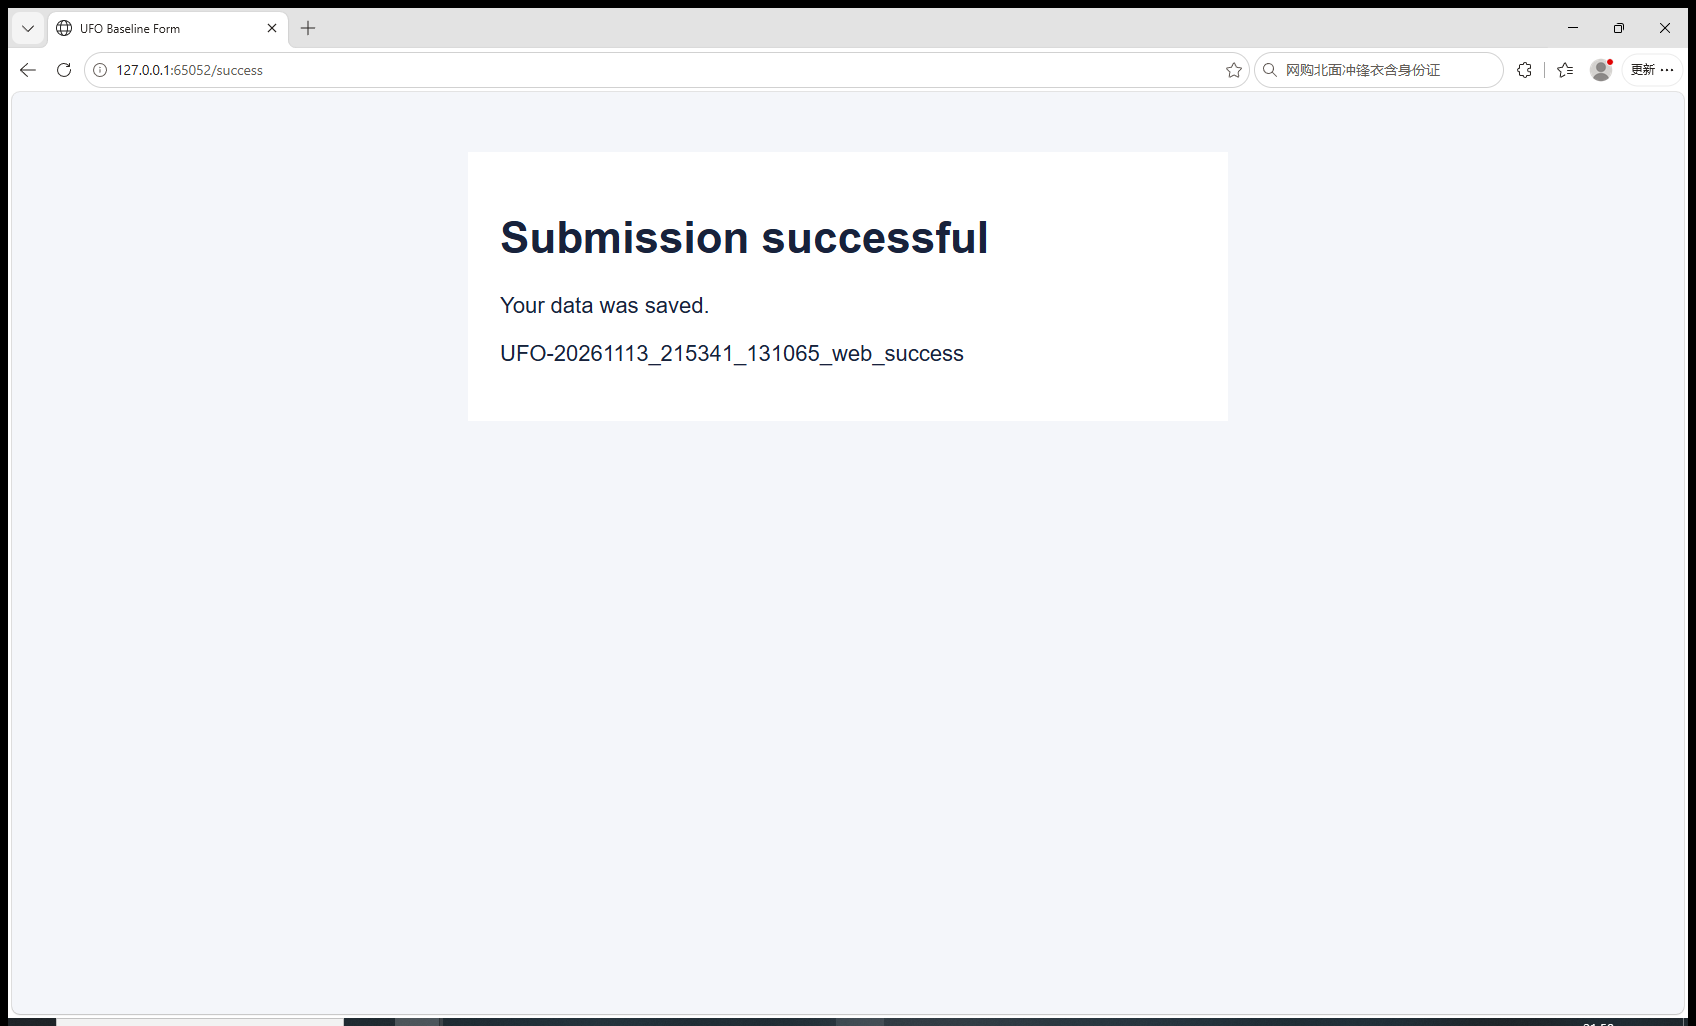 UFO Baseline Form
127.0.0.1:65052/success
网购北面冲锋衣含身份证
更新
Submission successful
Your data was saved.
UFO-20261113_215341_131065_web_success